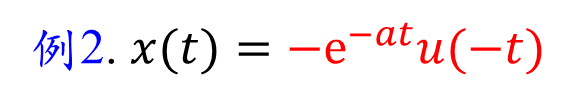 例2. x(t) = −e^{−at}u(−t)